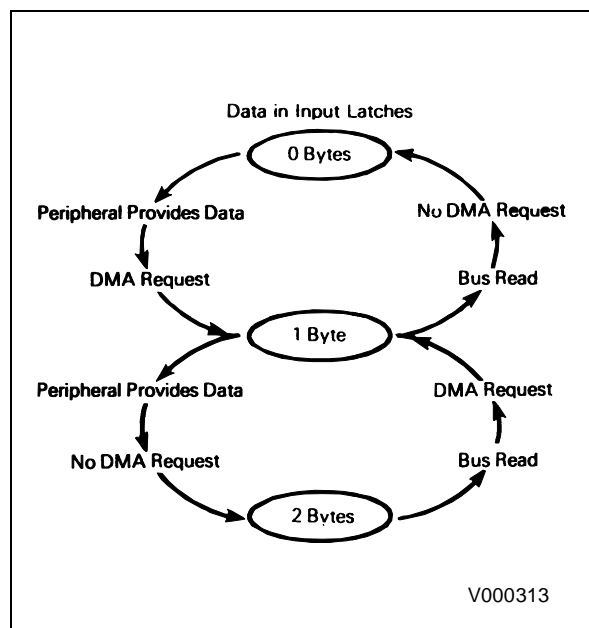 Data in Input Latches
0 Bytes
Peripheral Provides Data
No DMA Request
DMA Request
Bus Read
1 Byte
Peripheral Provides Data
DMA Request
No DMA Request
Bus Read
2 Bytes
V000313